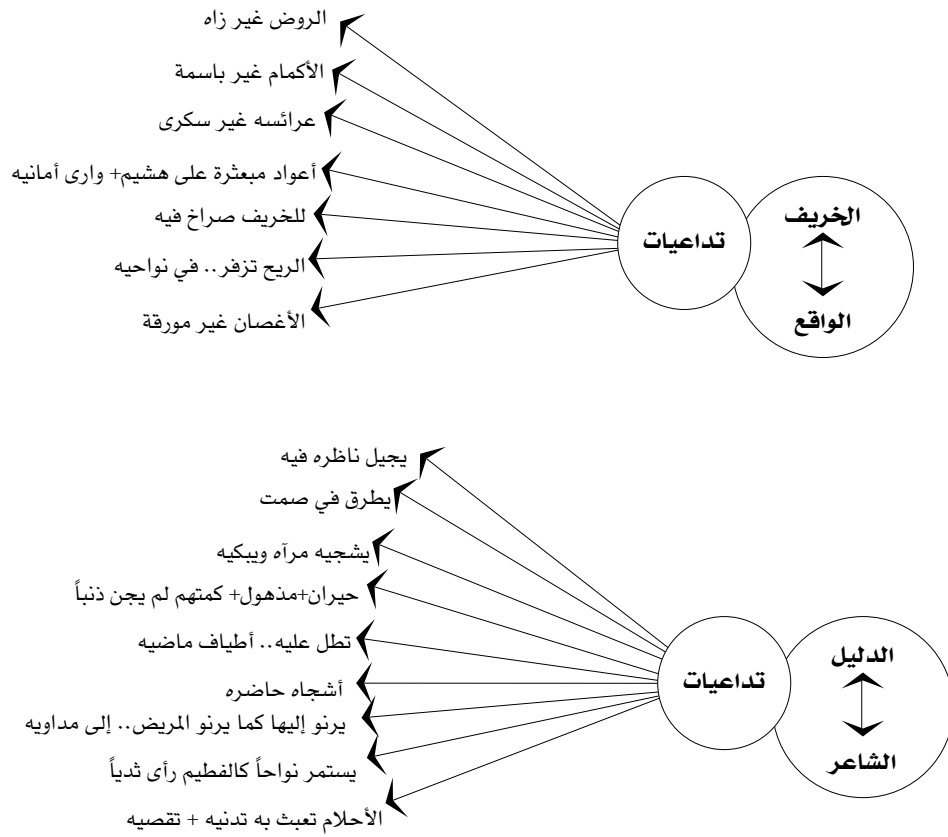 الخريف
الواقع
تداعيات
الروض غير زاه
الأكمام غير باسمة
عرائسه غير سكرى
أعواد مبعثرة على هشيم+ وارى أمانيه
للخريف صراخ فيه
الريح تزفر.. في نواحيه
الأغصان غير مورقة
الدليل
الشاعر
تداعيات
يجيل ناظره فيه
يطرق في صمت
يشجيه مرآه ويبكيه
حيران+مذهول+ كمتهم لم يجن ذنباً
تطل عليه.. أطياف ماضيه
أشجاه حاضره
يرنو إليها كما يرنو المريض.. إلى مداويه
يستمر نواحاً كالفطيم رأى ثدياً
الأحلام تعبث به تدنيه + تقصيه